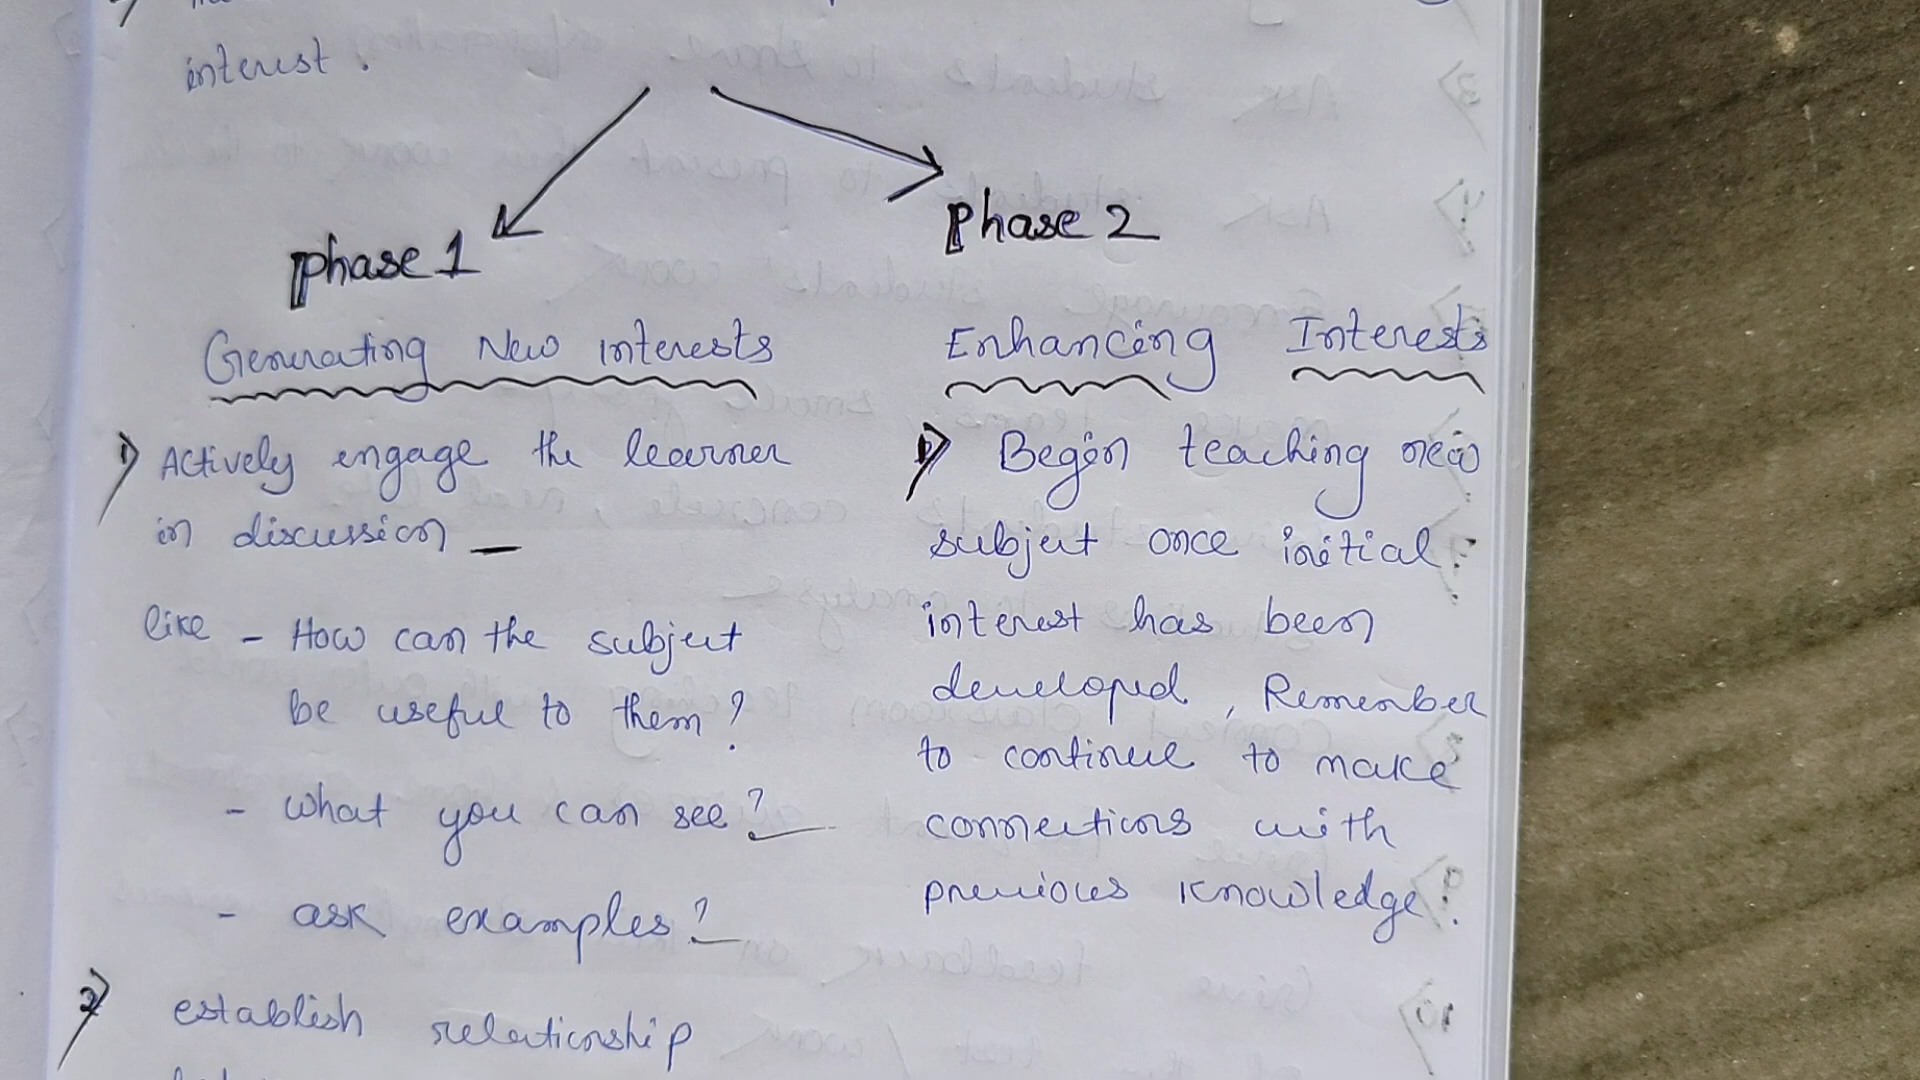 interest.
phase 1
Generating New interests
1) Actively engage the learner
in discussion —
like - How can the subject
be useful to them?
- what you can see?
- ask examples?
2) establish relationship
phase 2
Enhancing Interests
1) Begin teaching new
subject once initial
interest has been
developed, Remember
to continue to make
connections with
previous knowledge.